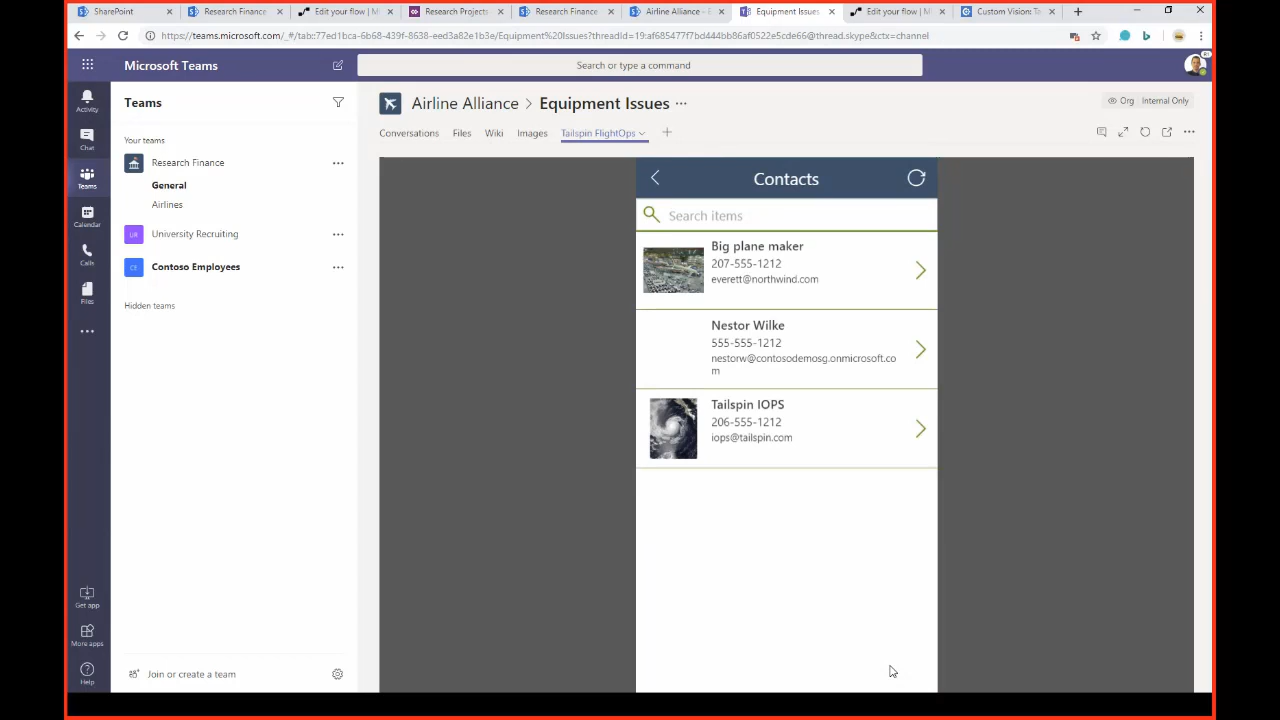 SharePoint
Research Finance
Edit your flow | M
Research Projects
Research Finance
Airline Alliance - E
Equipment Issues
Edit your flow | M
Custom Vision: To
https://teams.microsoft.com/_#/tab:77ed1bca-6b68-439f-8638-eed3a82e1b3e/Equipment%20Issues?threadId=19:af685477f7bd444bb86af0522e5cde66@thread.skype&ctx=channel
Microsoft Teams
Search or type a command
Activity
Chat
Teams
Calendar
Calls
Files
Get app
More apps
Help
Teams
Your teams
Research Finance
General
Airlines
UR University Recruiting
CE Contoso Employees
Hidden teams
Join or create a team
Airline Alliance > Equipment Issues
Org Internal Only
Conversations Files Wiki Images Tailspin FlightOps
Contacts
Search items
Big plane maker
207-555-1212
everett@northwind.com
Nestor Wilke
555-555-1212
nestorw@contosodemosg.onmicrosoft.co
m
Tailspin IOPS
206-555-1212
iops@tailspin.com